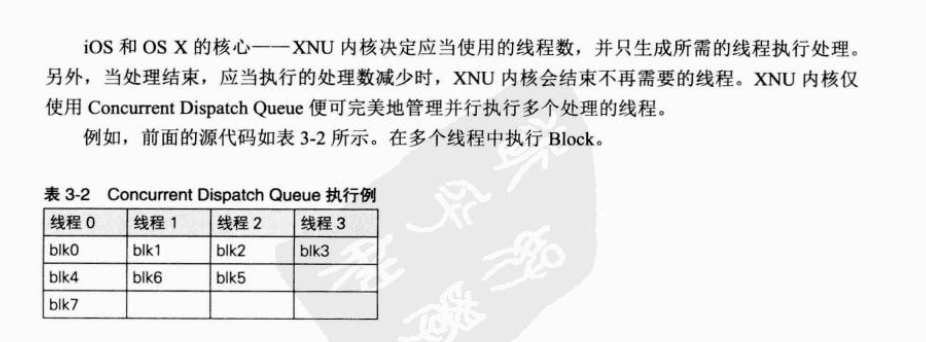 iOS 和 OS X 的核心——XNU 内核决定应当使用的线程数，并只生成所需的线程执行处理。
另外，当处理结束，应当执行的处理数减少时，XNU 内核会结束不再需要的线程。XNU 内核仅
使用 Concurrent Dispatch Queue 便可完美地管理并行执行多个处理的线程。
例如，前面的源代码如表 3-2 所示。在多个线程中执行 Block。
表 3-2 Concurrent Dispatch Queue 执行例
线程 0 线程 1 线程 2 线程 3
blk0 blk1 blk2 blk3
blk4 blk6 blk5
blk7